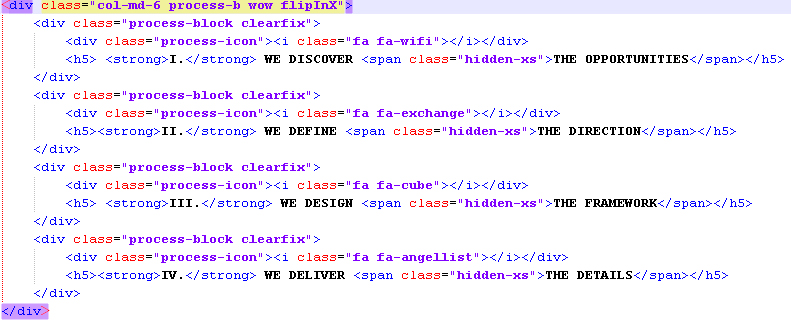 <div class="col-md-6 process-b wow flipInX">
<div class="process-block clearfix">
<div class="process-icon"><i class="fa fa-wifi"></i></div>
<h5> <strong>I.</strong> WE DISCOVER <span class="hidden-xs">THE OPPORTUNITIES</span></h5>
</div>
<div class="process-block clearfix">
<div class="process-icon"><i class="fa fa-exchange"></i></div>
<h5><strong>II.</strong> WE DEFINE <span class="hidden-xs">THE DIRECTION</span></h5>
</div>
<div class="process-block clearfix">
<div class="process-icon"><i class="fa fa-cube"></i></div>
<h5> <strong>III.</strong> WE DESIGN <span class="hidden-xs">THE FRAMEWORK</span></h5>
</div>
<div class="process-block clearfix">
<div class="process-icon"><i class="fa fa-angellist"></i></div>
<h5><strong>IV.</strong> WE DELIVER <span class="hidden-xs">THE DETAILS</span></h5>
</div>
</div>